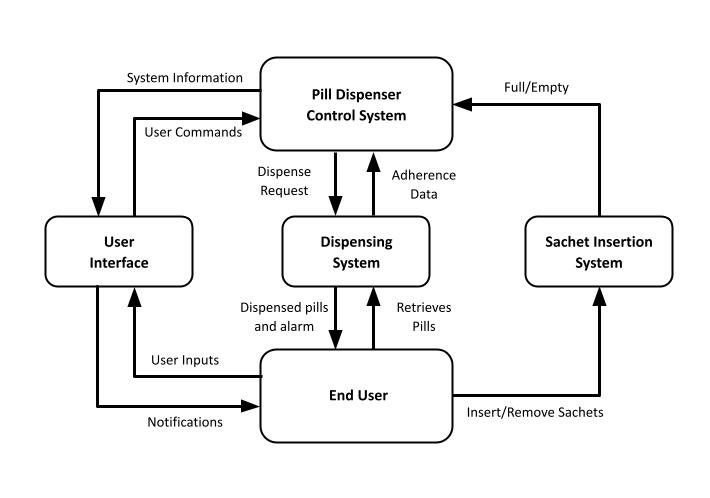 System Information
Pill Dispenser
Control System
Full/Empty
User Commands
Dispense
Request
Adherence
Data
User
Interface
Dispensing
System
Sachet Insertion
System
Dispensed pills
and alarm
Retrieves
Pills
User Inputs
End User
Notifications
Insert/Remove Sachets